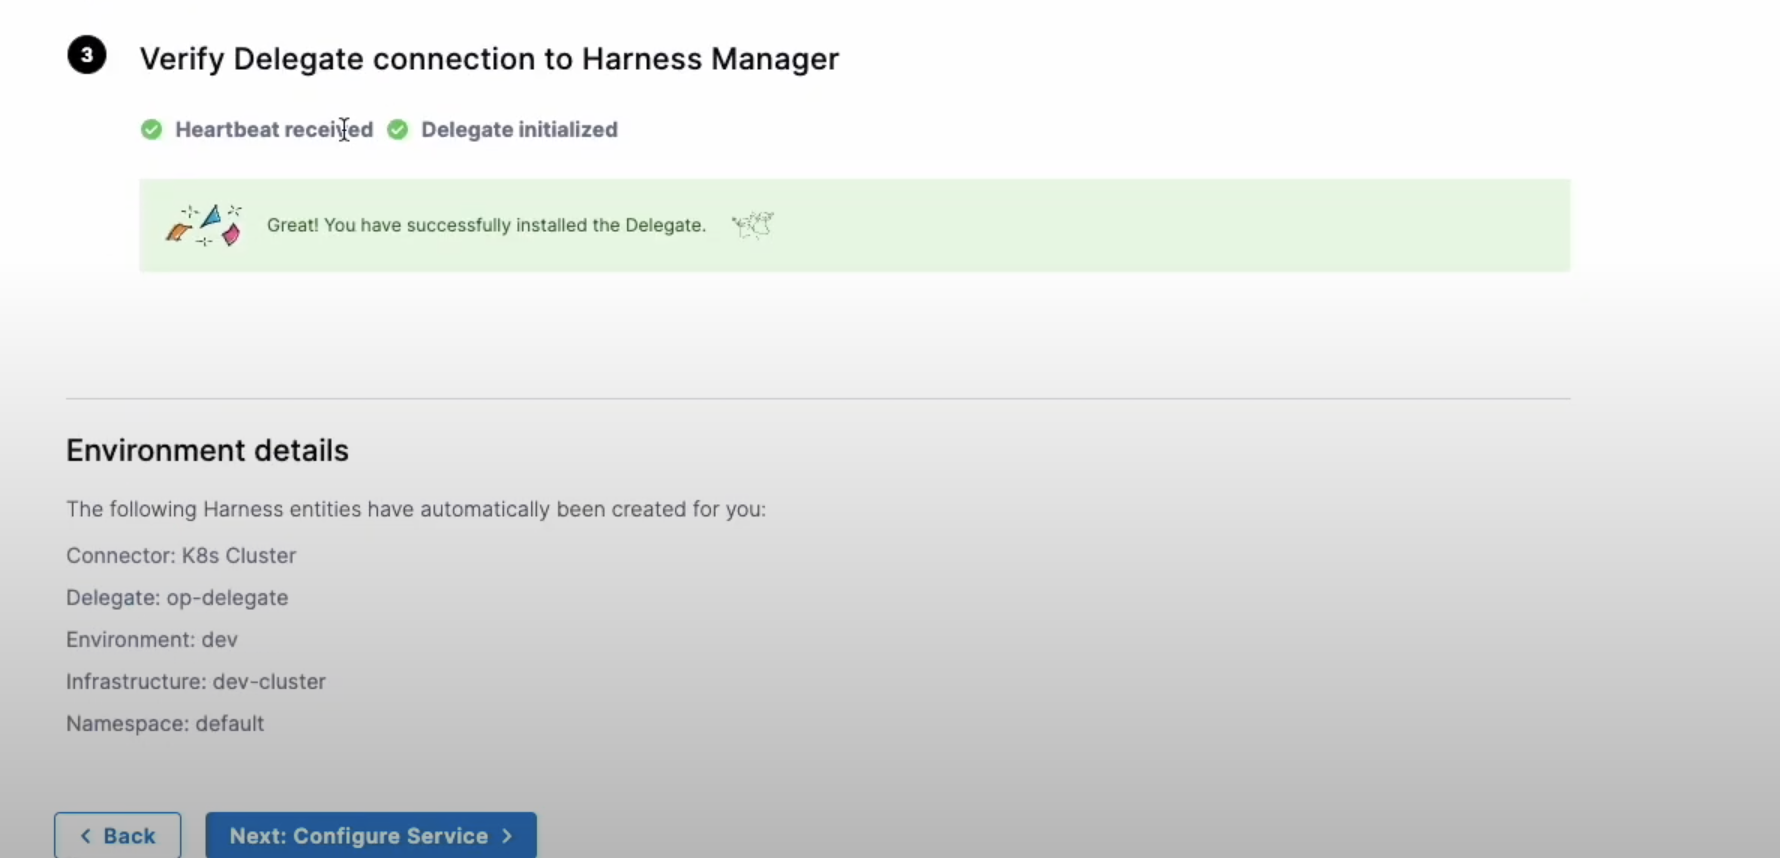 3 Verify Delegate connection to Harness Manager
Heartbeat received Delegate initialized
Great! You have successfully installed the Delegate.
Environment details
The following Harness entities have automatically been created for you:
Connector: K8s Cluster
Delegate: op-delegate
Environment: dev
Infrastructure: dev-cluster
Namespace: default
Back Next: Configure Service